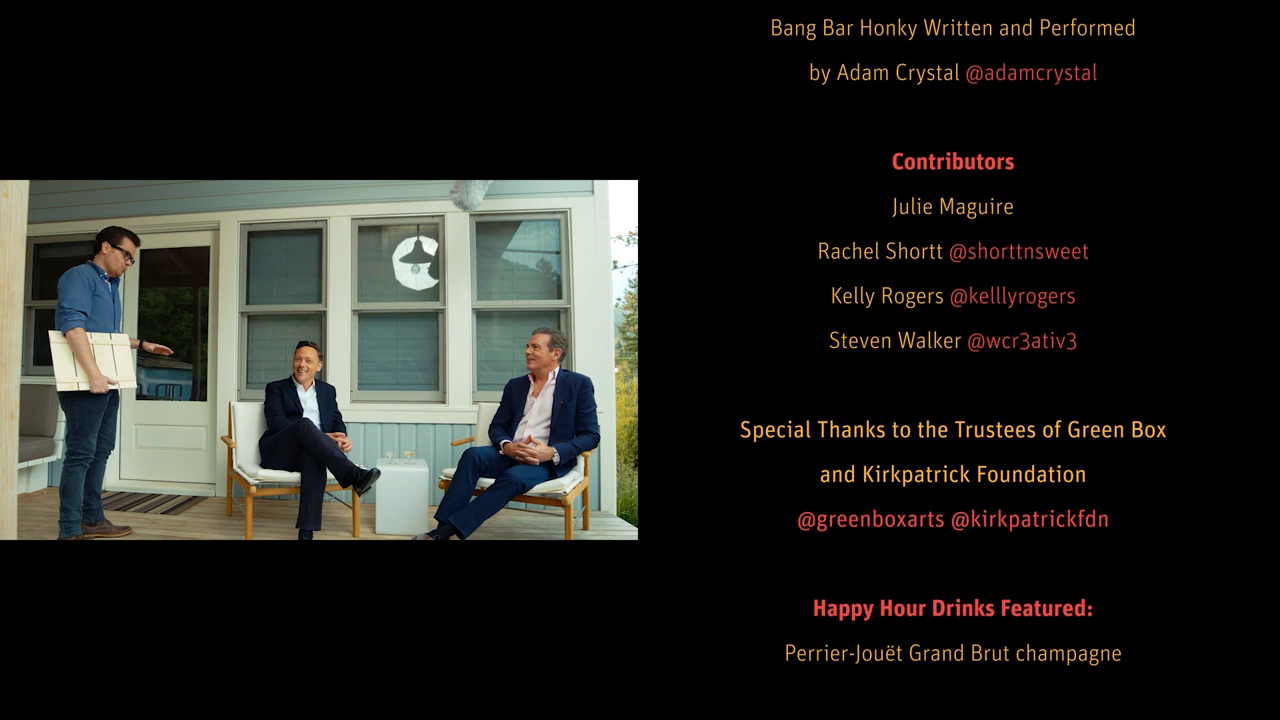 Bang Bar Honky Written and Performed
by Adam Crystal @adamcrystal
Contributors
Julie Maguire
Rachel Shortt @shorttnsweet
Kelly Rogers @kelllyrogers
Steven Walker @wcr3ativ3
Special Thanks to the Trustees of Green Box
and Kirkpatrick Foundation
@greenboxarts @kirkpatrickfdn
Happy Hour Drinks Featured:
Perrier-Jouët Grand Brut champagne